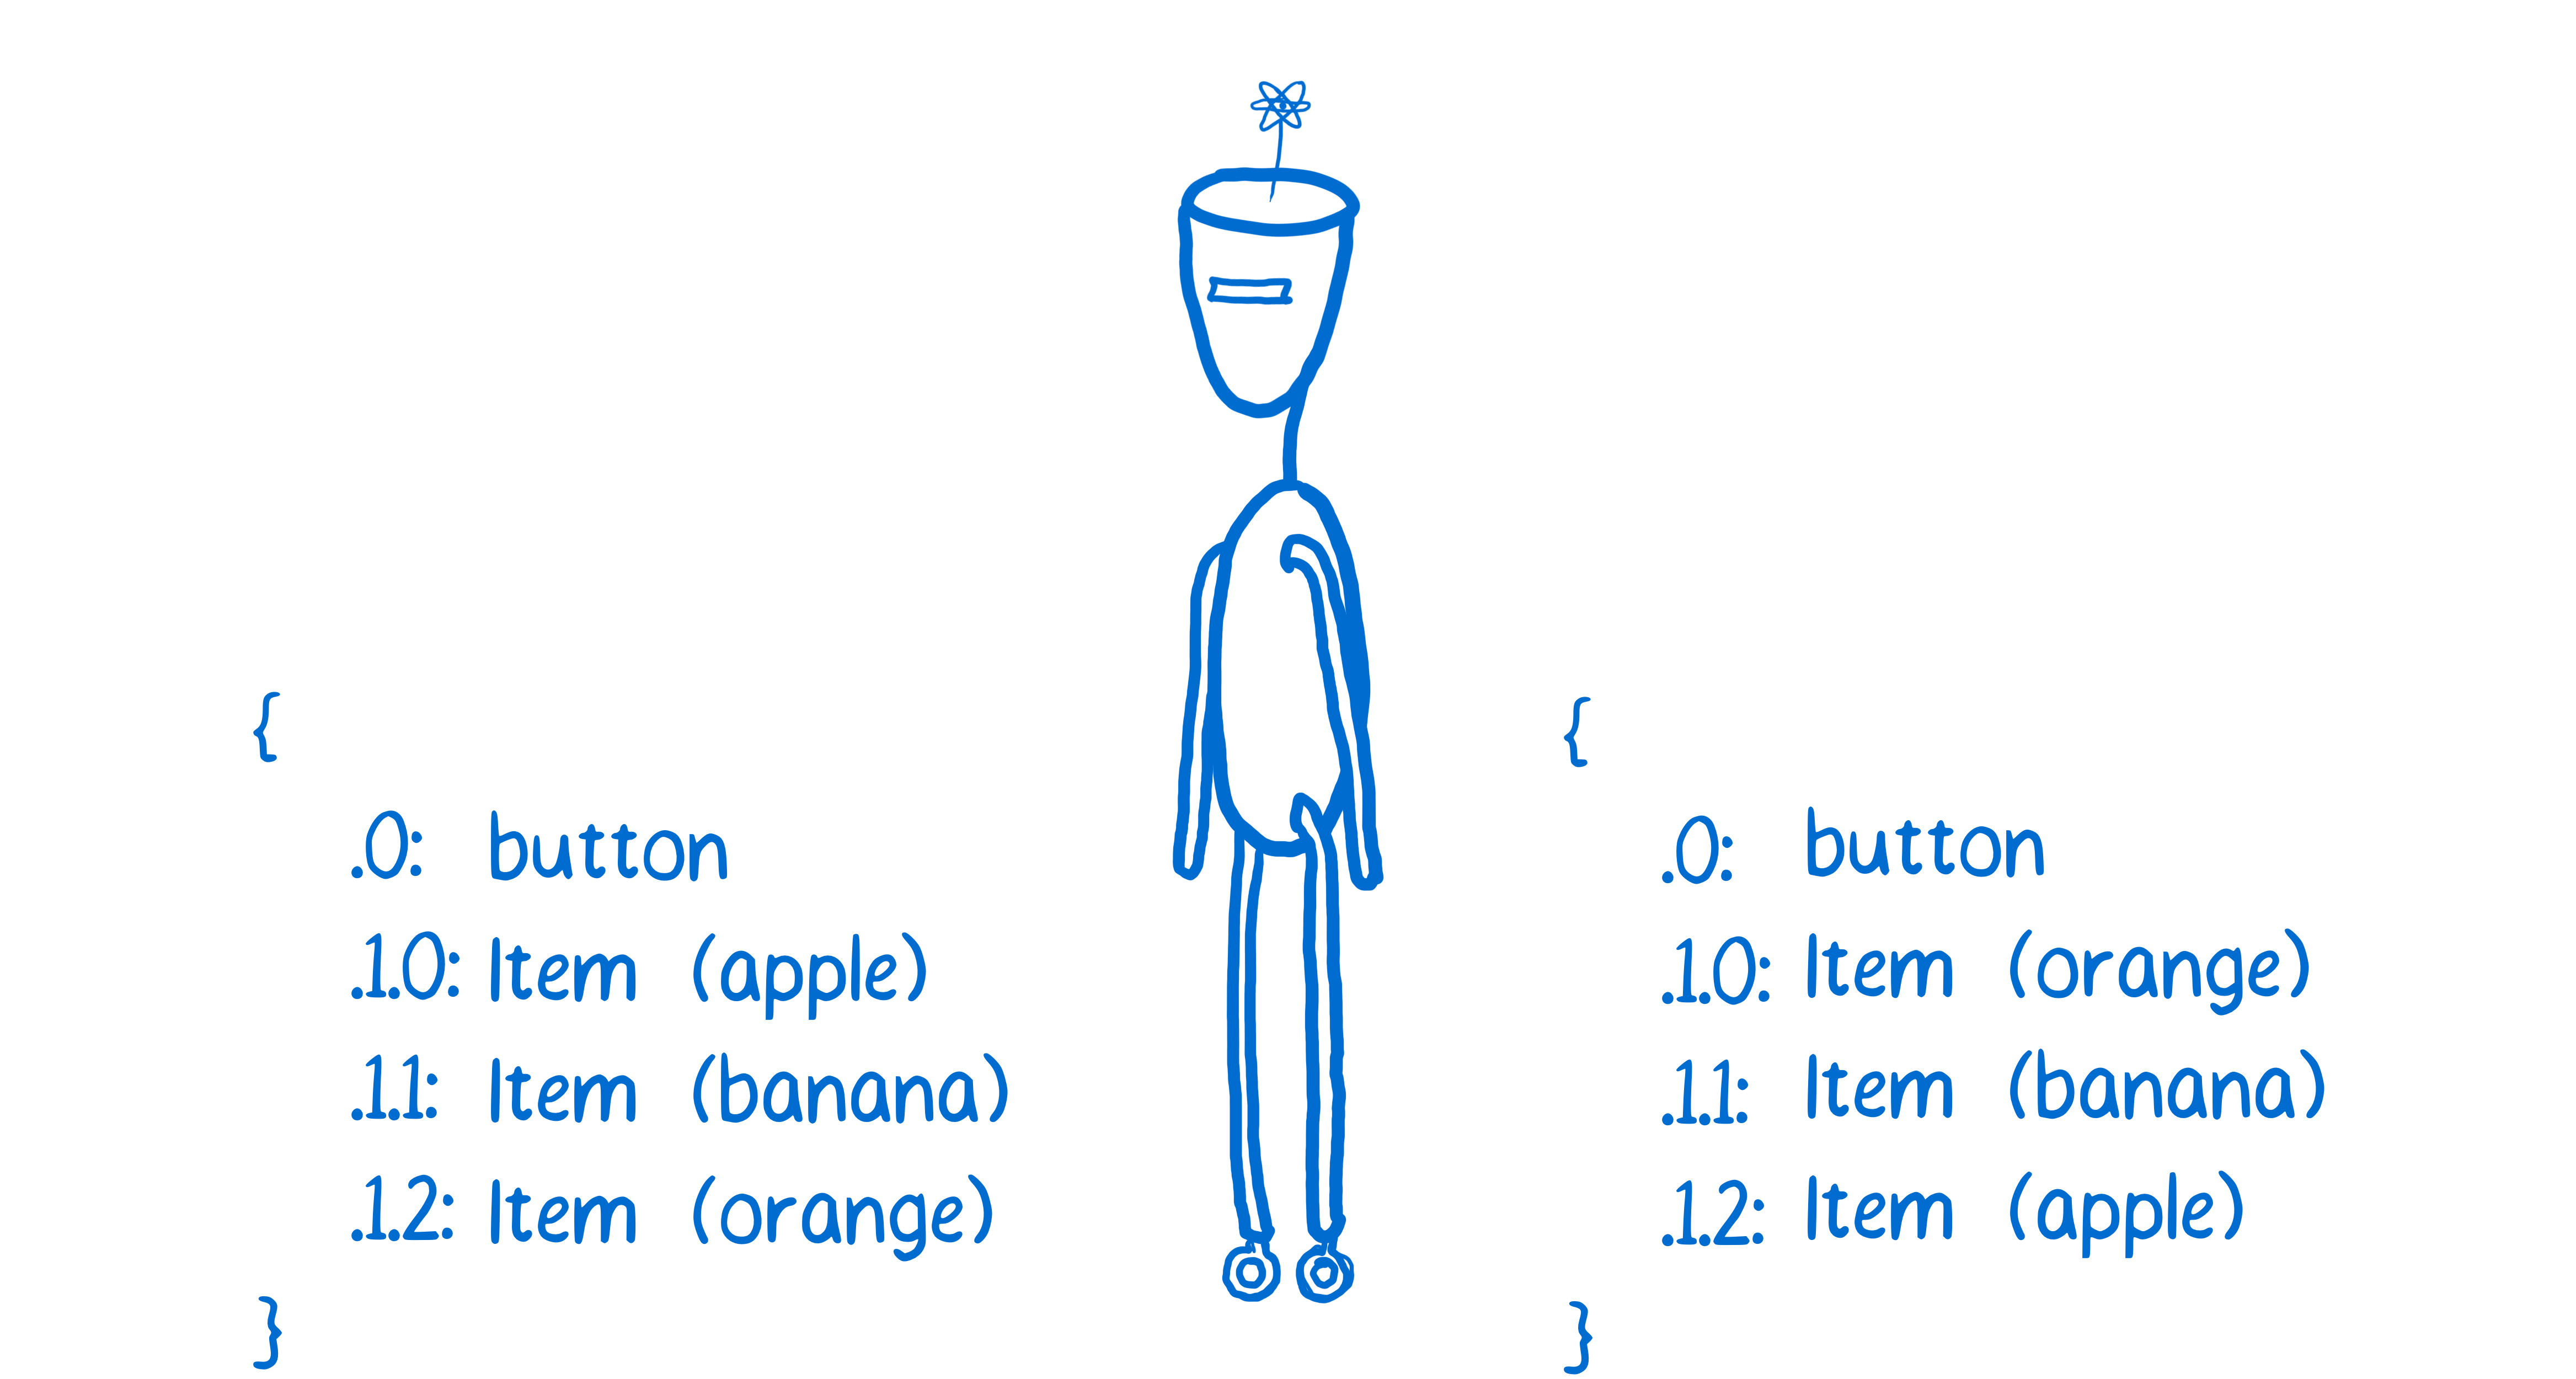 {
.0: button
.1.0: Item (apple)
.1.1: Item (banana)
.1.2: Item (orange)
}
{
.0: button
.1.0: Item (orange)
.1.1: Item (banana)
.1.2: Item (apple)
}